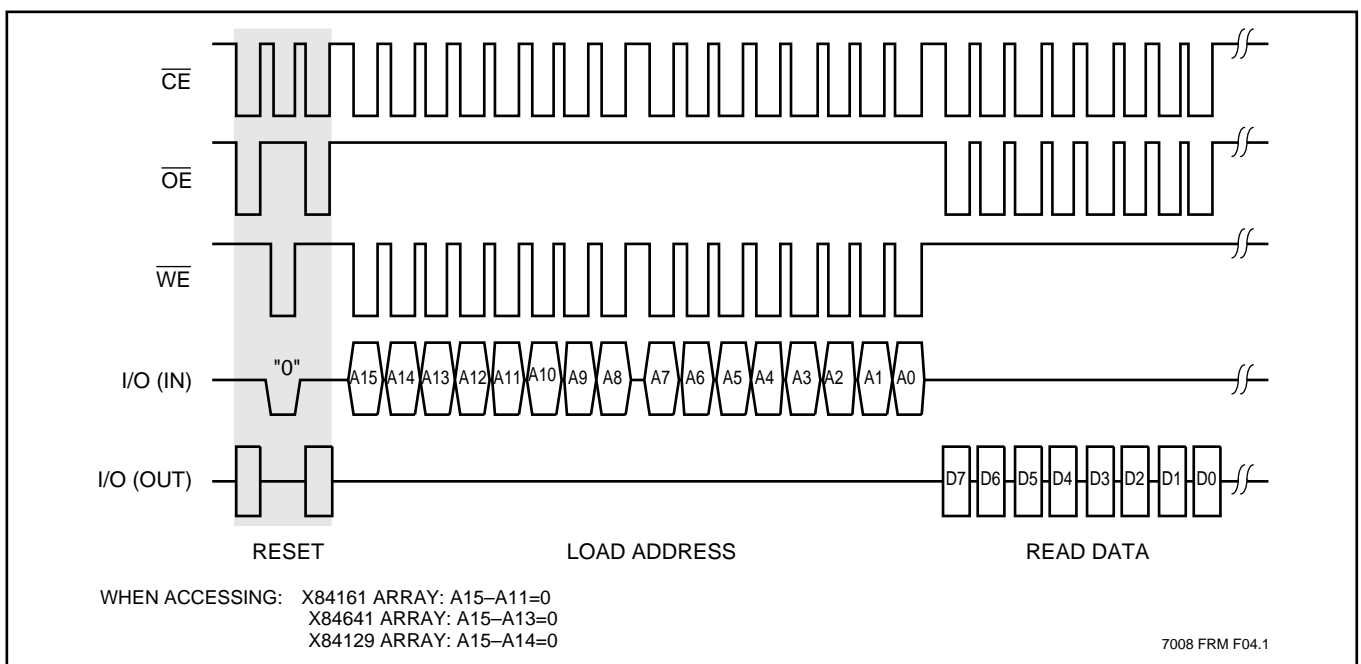 CE
OE
WE
I/O (IN) "0" A15 A14 A13 A12 A11 A10 A9 A8 A7 A6 A5 A4 A3 A2 A1 A0
I/O (OUT) D7 D6 D5 D4 D3 D2 D1 D0
RESET LOAD ADDRESS READ DATA
WHEN ACCESSING: X84161 ARRAY: A15–A11=0
X84641 ARRAY: A15–A13=0
X84129 ARRAY: A15–A14=0
7008 FRM F04.1